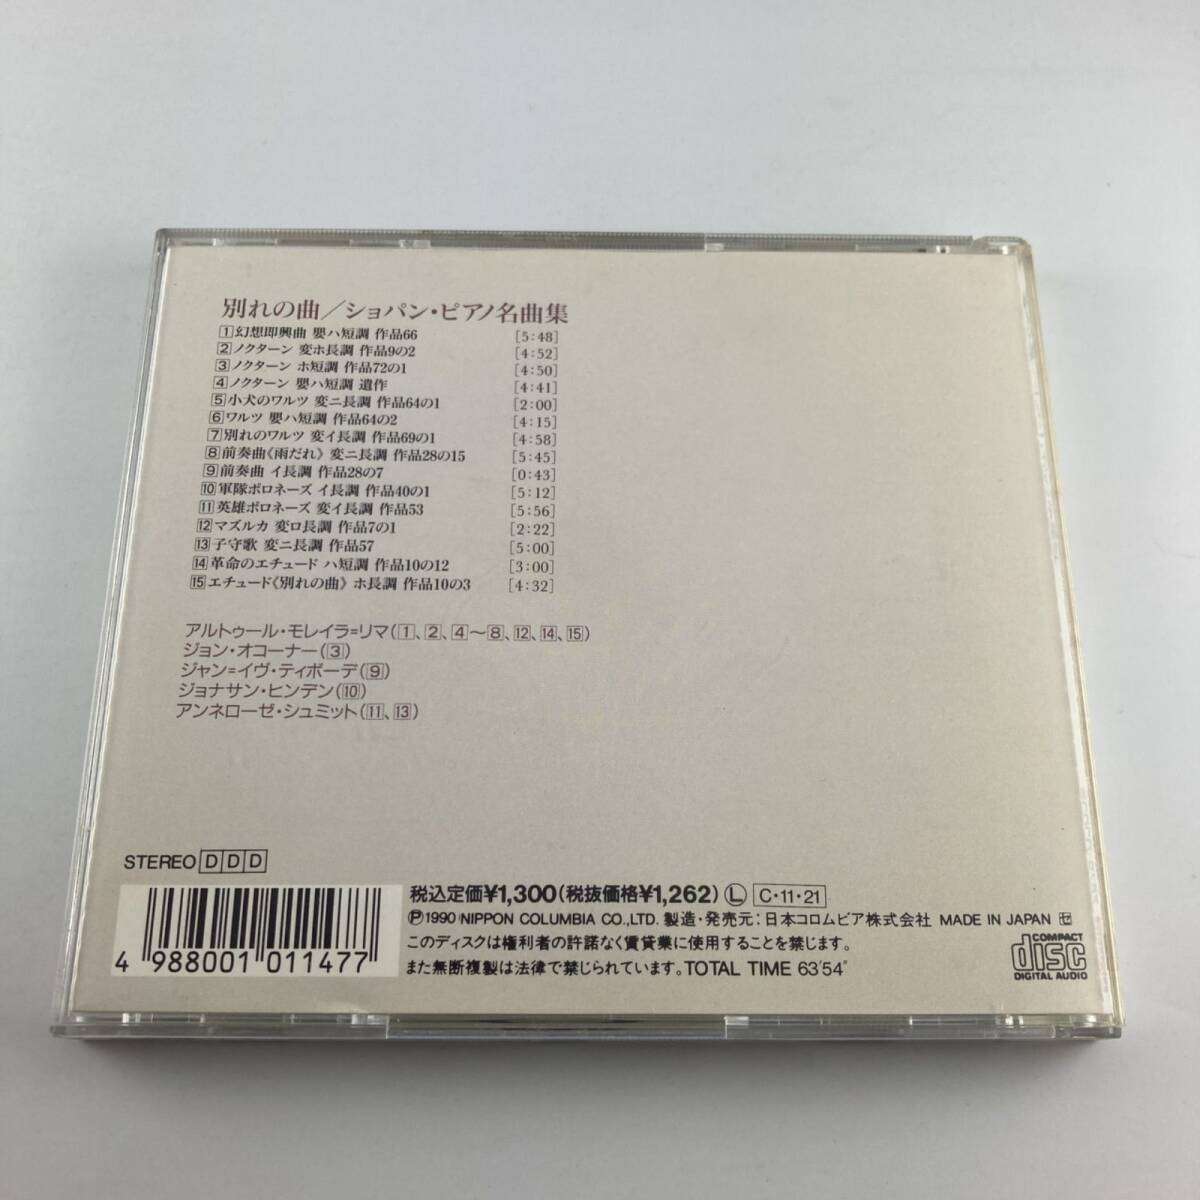 別れの曲／ショパン・ピアノ名曲集
1 幻想即興曲 嬰ハ短調 作品66 [5:48]
2 ノクターン 変ホ長調 作品9の2 [4:52]
3 ノクターン ホ短調 作品72の1 [4:50]
4 ノクターン 嬰ハ短調 遺作 [4:41]
5 小犬のワルツ 変ニ長調 作品64の1 [2:00]
6 ワルツ 嬰ハ短調 作品64の2 [4:15]
7 別れのワルツ 変イ長調 作品69の1 [4:58]
8 前奏曲《雨だれ》 変ニ長調 作品28の15 [5:45]
9 前奏曲 イ長調 作品28の7 [0:43]
10 軍隊ポロネーズ イ長調 作品40の1 [5:12]
11 英雄ポロネーズ 変イ長調 作品53 [5:56]
12 マズルカ 変ロ長調 作品7の1 [2:22]
13 子守歌 変ニ長調 作品57 [5:00]
14 革命のエチュード ハ短調 作品10の12 [3:00]
15 エチュード《別れの曲》 ホ長調 作品10の3 [4:32]
アルトゥール・モレイラ=リマ(1、2、4～8、12、14、15)
ジョン・オコーナー(3)
ジャン=イヴ・ティボーデ(9)
ジョナサン・ヒンデン(10)
アンネローゼ・シュミット(11、13)
STEREO D D D
税込定価¥1,300(税抜価格¥1,262) Ⓛ C・11・21
Ⓟ1990 NIPPON COLUMBIA CO.,LTD. 製造・発売元：日本コロムビア株式会社 MADE IN JAPAN セ
このディスクは権利者の許諾なく賃貸業に使用することを禁じます。
また無断複製は法律で禁じられています。TOTAL TIME 63'54"
4 988001 011477
COMPACT
disc
DIGITAL AUDIO